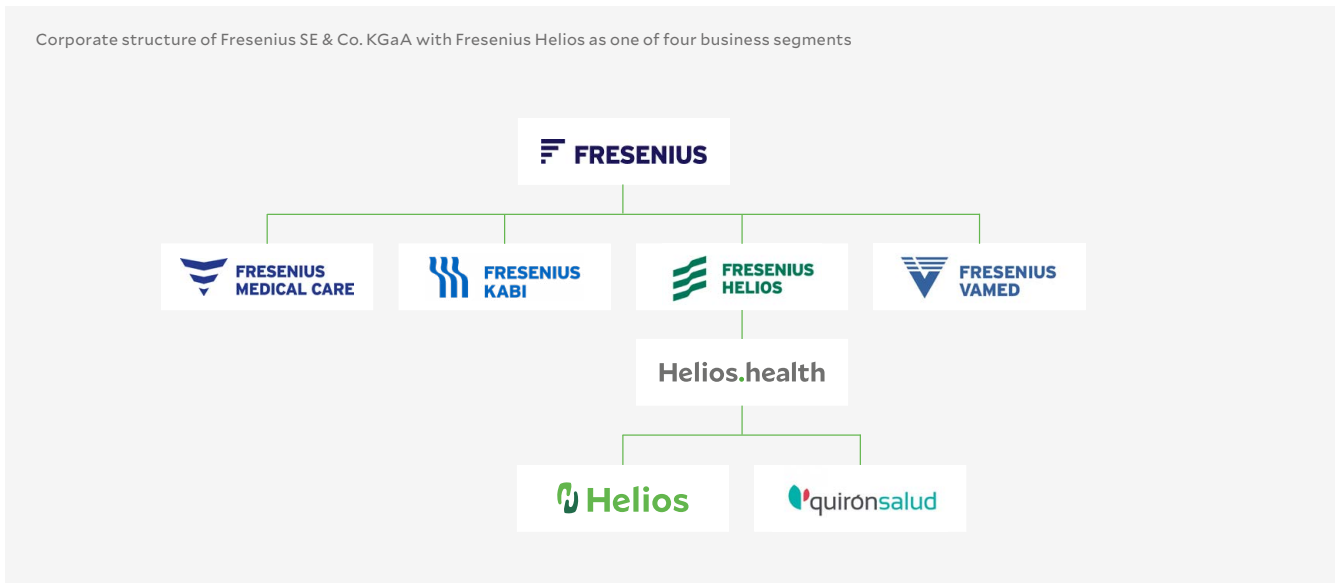 Corporate structure of Fresenius SE & Co. KGaA with Fresenius Helios as one of four business segments
FRESENIUS
FRESENIUS
MEDICAL CARE
FRESENIUS
KABI
FRESENIUS
HELIOS
FRESENIUS
VAMED
Helios.health
Helios
quirónsalud